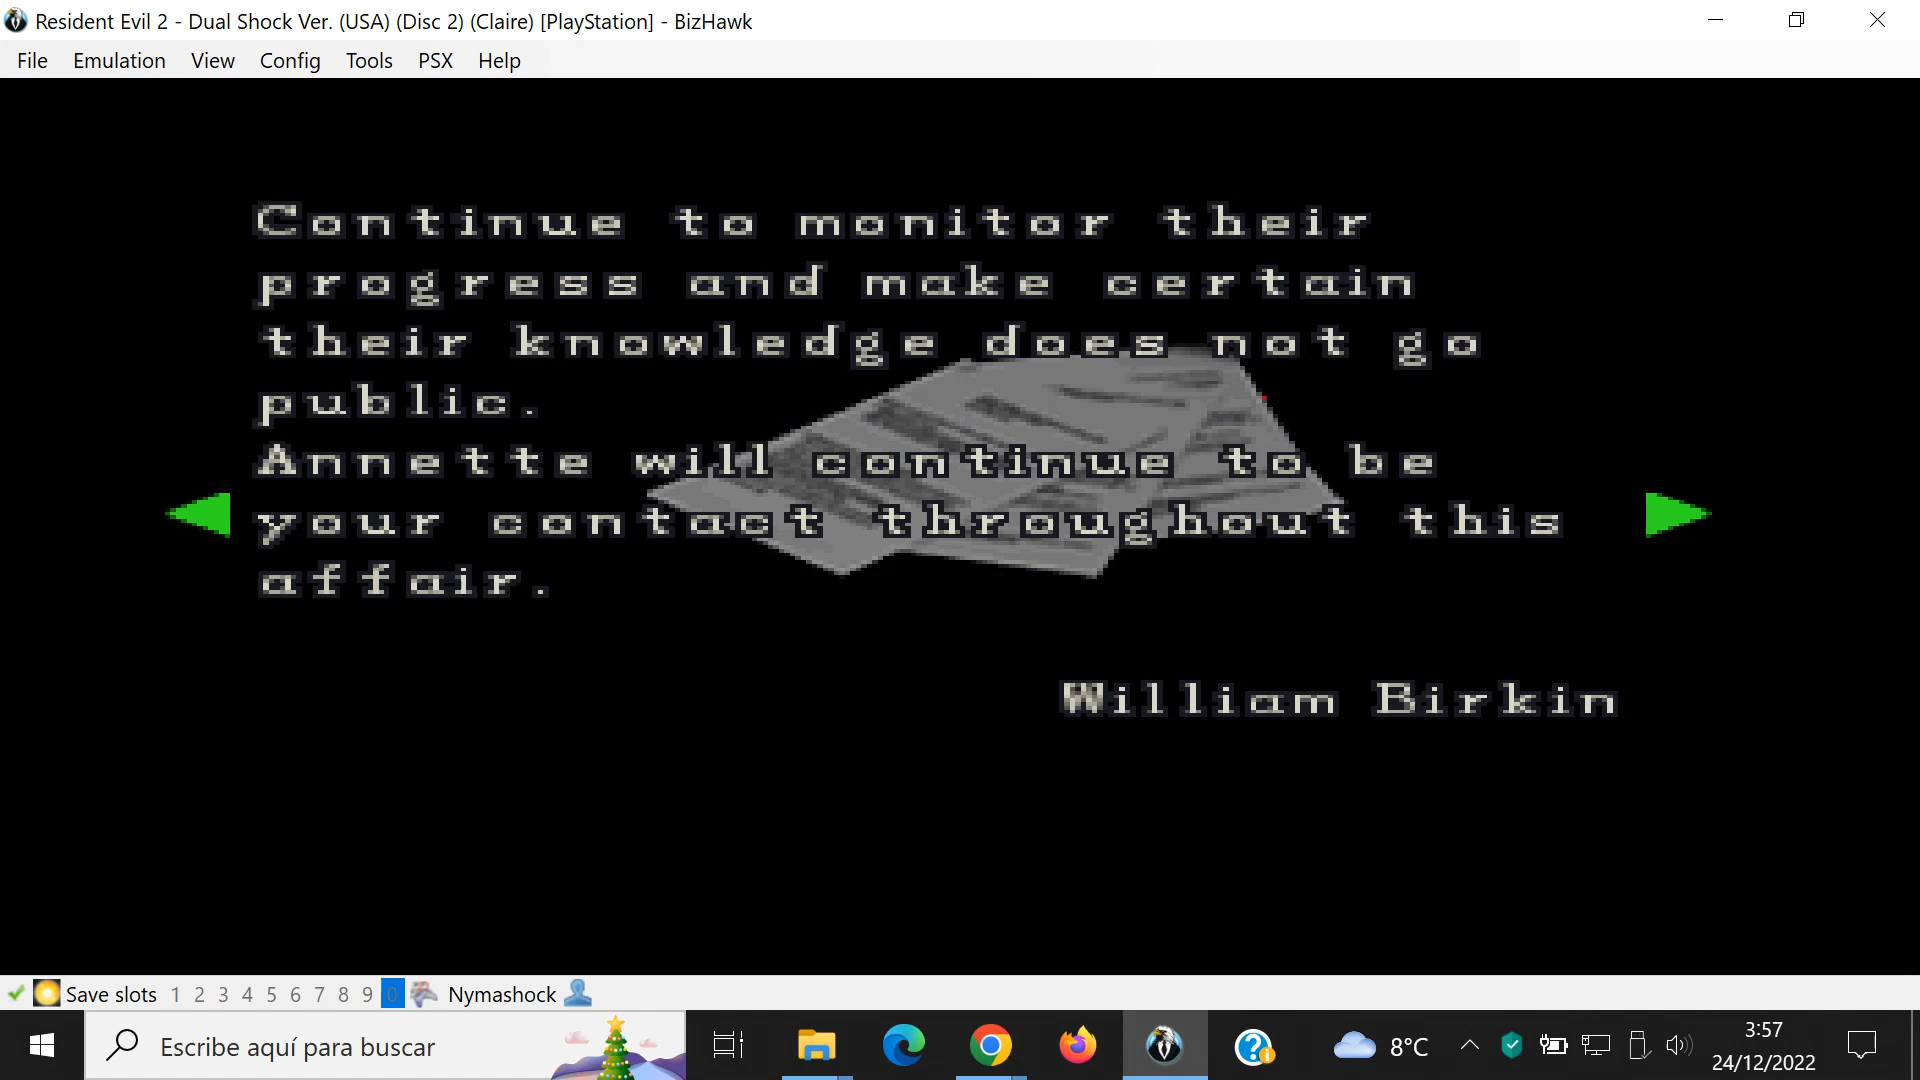 Resident Evil 2 - Dual Shock Ver. (USA) (Disc 2) (Claire) [PlayStation] - BizHawk
File Emulation View Config Tools PSX Help
Continue to monitor their
progress and make certain
their knowledge does not go
public.
Annette will continue to be
your contact throughout this
affair.
William Birkin
Save slots 1 2 3 4 5 6 7 8 9 0 Nymashock
Escribe aquí para buscar
8°C
3:57
24/12/2022